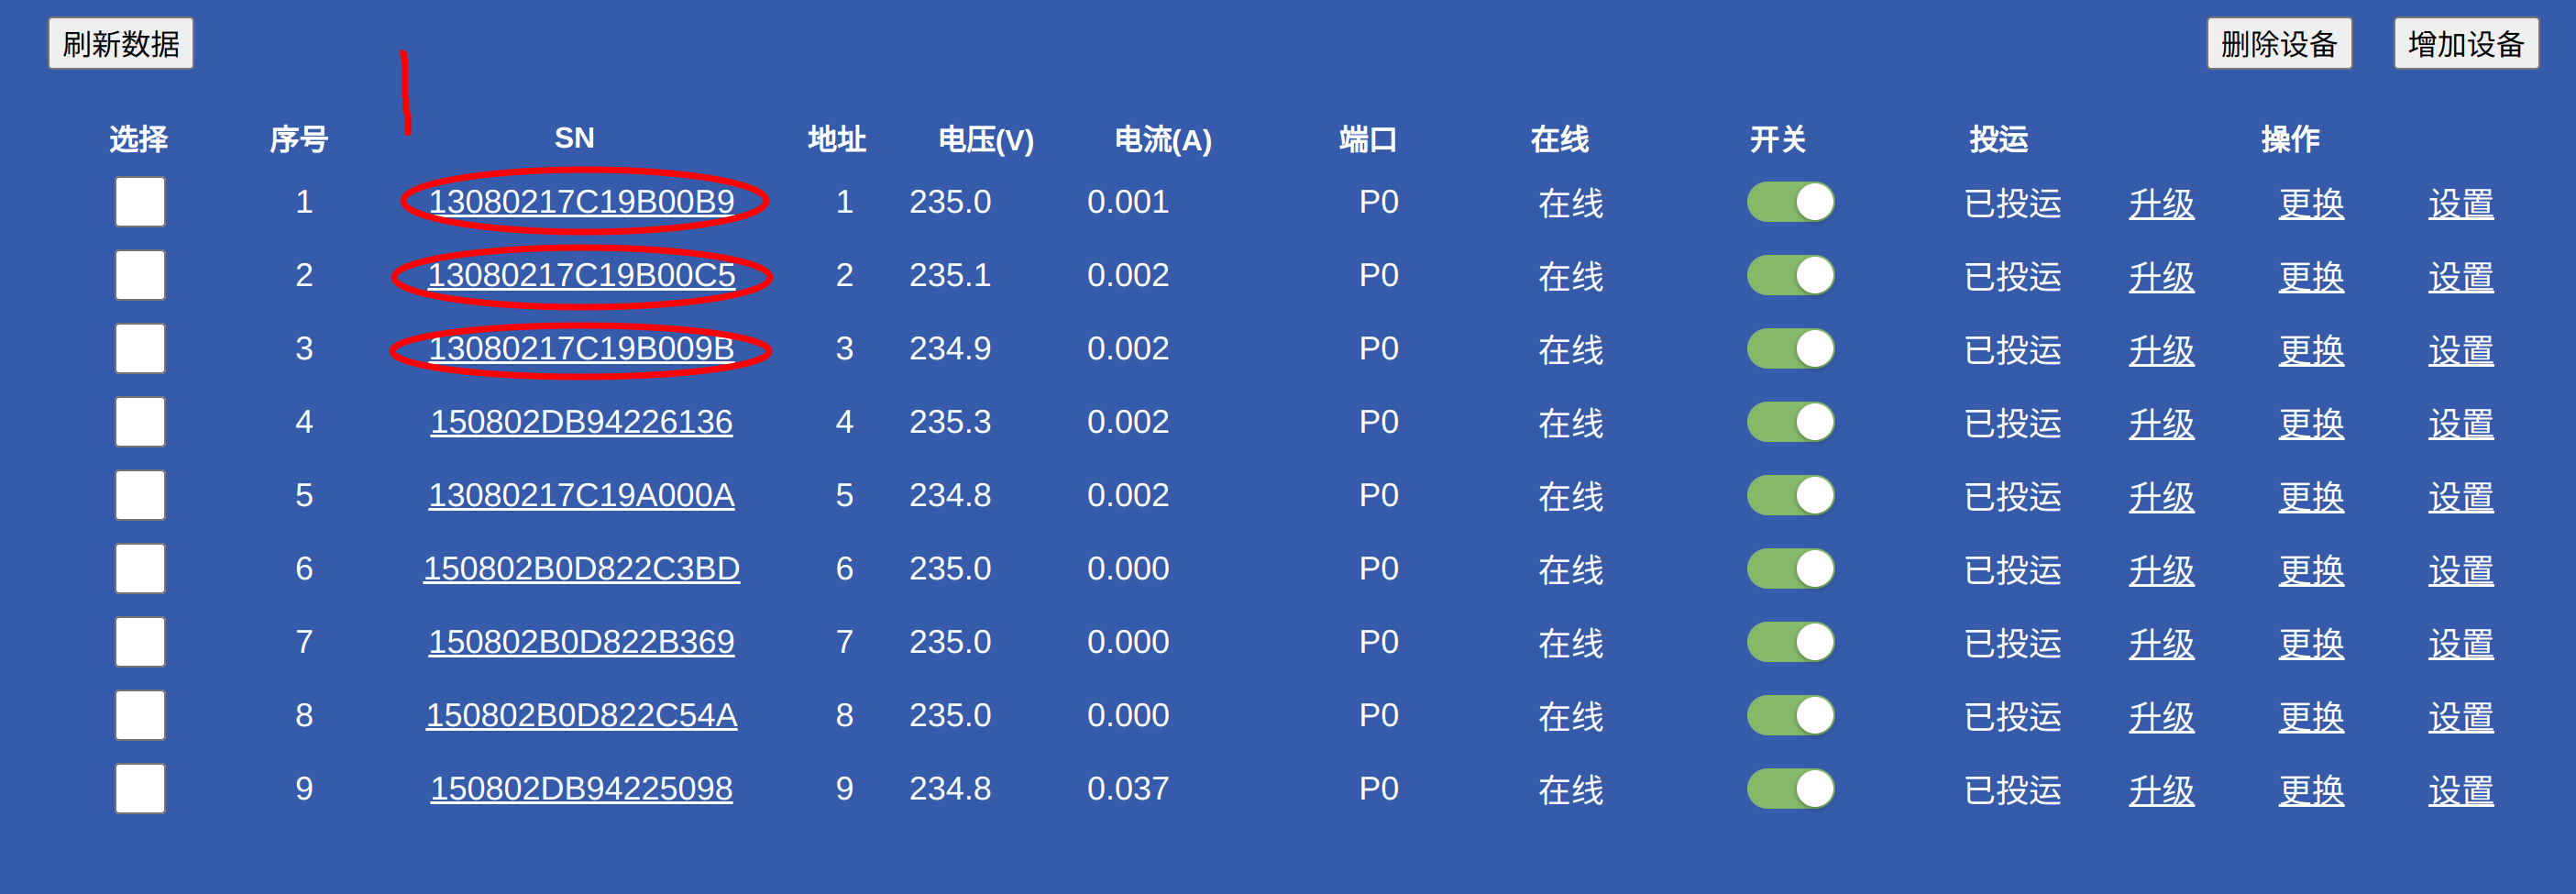 刷新数据 删除设备 增加设备
选择 序号 SN 地址 电压(V) 电流(A) 端口 在线 开关 投运 操作
1 13080217C19B00B9 1 235.0 0.001 P0 在线 已投运 升级 更换 设置
2 13080217C19B00C5 2 235.1 0.002 P0 在线 已投运 升级 更换 设置
3 13080217C19B009B 3 234.9 0.002 P0 在线 已投运 升级 更换 设置
4 150802DB94226136 4 235.3 0.002 P0 在线 已投运 升级 更换 设置
5 13080217C19A000A 5 234.8 0.002 P0 在线 已投运 升级 更换 设置
6 150802B0D822C3BD 6 235.0 0.000 P0 在线 已投运 升级 更换 设置
7 150802B0D822B369 7 235.0 0.000 P0 在线 已投运 升级 更换 设置
8 150802B0D822C54A 8 235.0 0.000 P0 在线 已投运 升级 更换 设置
9 150802DB94225098 9 234.8 0.037 P0 在线 已投运 升级 更换 设置